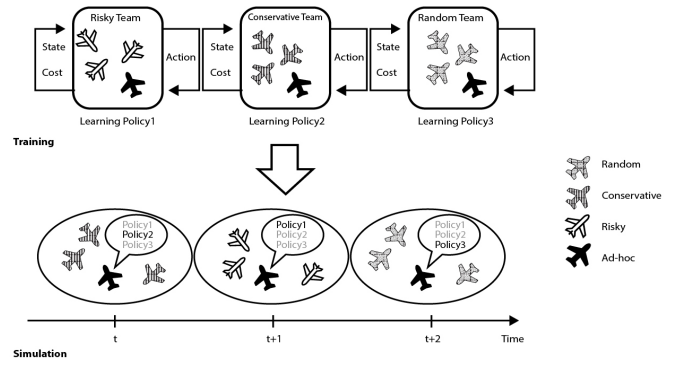 Risky Team
Conservative Team
Random Team
State
Cost
Action
State
Cost
Action
State
Cost
Action
Learning Policy1
Learning Policy2
Learning Policy3
Training
Random
Conservative
Risky
Ad-hoc
Policy1
Policy2
Policy3
Policy1
Policy2
Policy3
Policy1
Policy2
Policy3
t
t+1
t+2
Time
Simulation